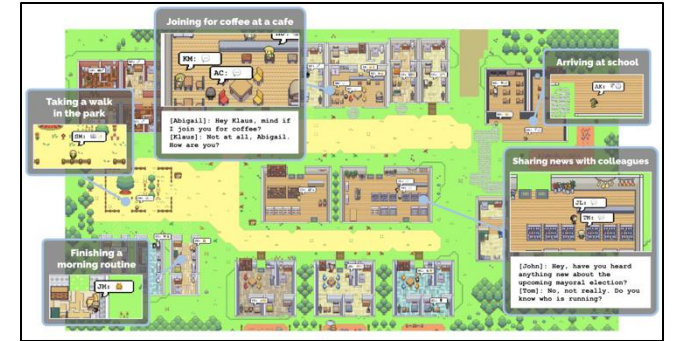 Joining for coffee at a cafe
KM:
AC:
[Abigail]: Hey Klaus, mind if
I join you for coffee?
[Klaus]: Not at all, Abigail.
How are you?
Arriving at school
AK:
Taking a walk
in the park
SM:
Sharing news with colleagues
JL:
TM:
[John]: Hey, have you heard
anything new about the
upcoming mayoral election?
[Tom]: No, not really. Do you
know who is running?
Finishing a
morning routine
JM: